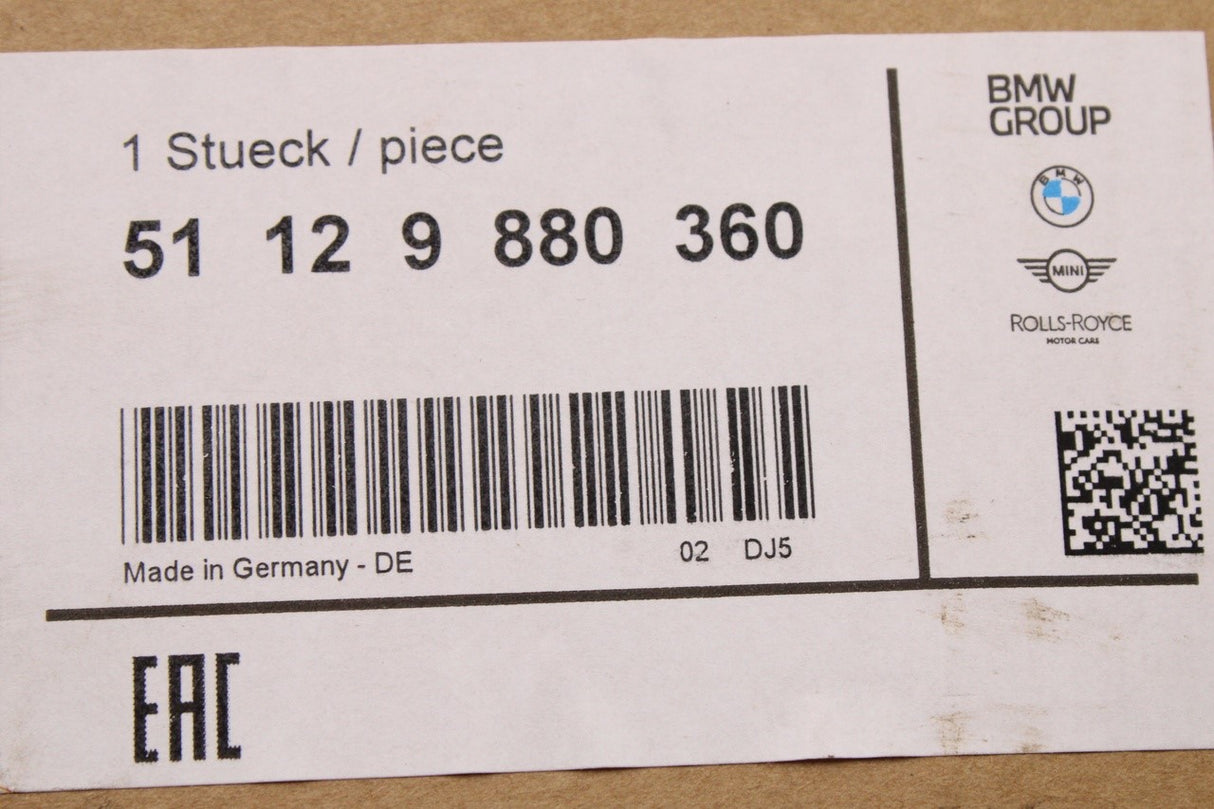 1 Stueck / piece
51 12 9 880 360
Made in Germany - DE
02 DJ5
BMW
GROUP
BMW
MINI
ROLLS-ROYCE
MOTOR CARS
EAC